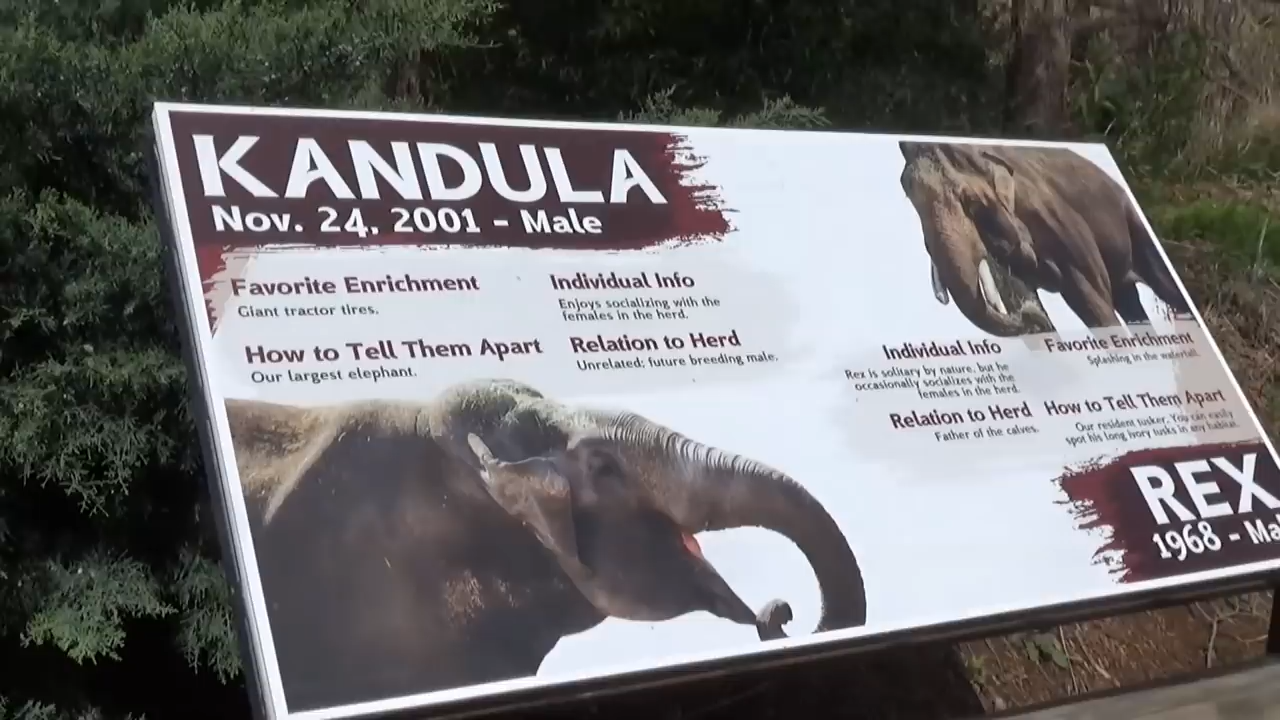 KANDULA
Nov. 24, 2001 - Male
Favorite Enrichment
Giant tractor tires.
Individual Info
Enjoys socializing with the
females in the herd.
How to Tell Them Apart
Our largest elephant.
Relation to Herd
Unrelated; future breeding male.
Individual Info
Rex is solitary by nature, but he
occasionally socializes with the
females in the herd.
Favorite Enrichment
Splashing in the waterfall.
Relation to Herd
Father of the calves.
How to Tell Them Apart
Our resident tusker. You can easily
spot his long ivory tusks in any habitat.
REX
1968 - Ma